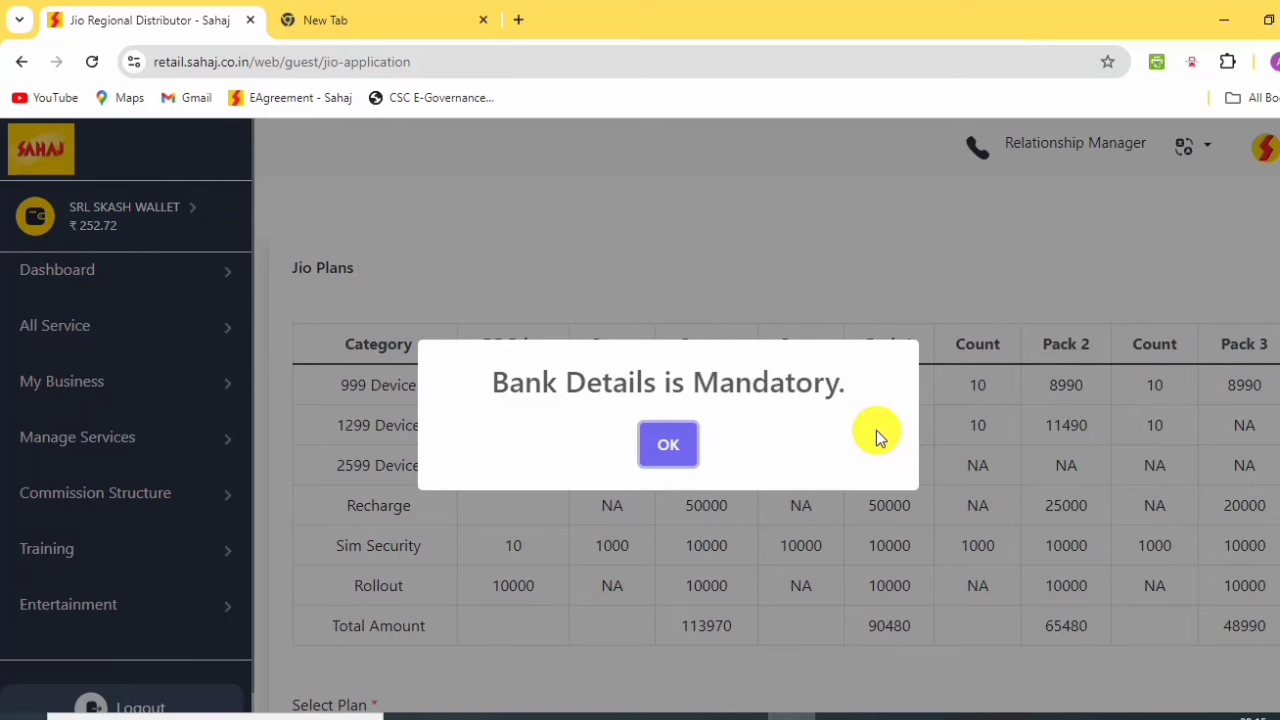 Jio Regional Distributor - Sahaj
New Tab
retail.sahaj.co.in/web/guest/jio-application
YouTube Maps Gmail EAgreement - Sahaj CSC E-Governance...
SAHAJ
Relationship Manager
SRL SKASH WALLET
₹ 252.72
Dashboard
All Service
My Business
Manage Services
Commission Structure
Training
Entertainment
Logout
Jio Plans
Category Count Pack 2 Count Pack 3
999 Device 10 8990 10 8990
1299 Device 10 11490 10 NA
2599 Device NA NA NA NA
Recharge NA 50000 NA 50000 NA 25000 NA 20000
Sim Security 10 1000 10000 10000 10000 1000 10000 1000 10000
Rollout 10000 NA 10000 NA 10000 NA 10000 NA 10000
Total Amount 113970 90480 65480 48990
Select Plan *
Bank Details is Mandatory.
OK